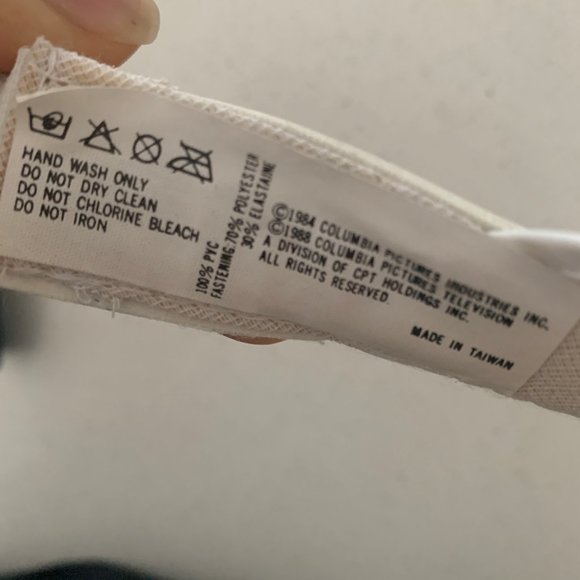 HAND WASH ONLY
DO NOT DRY CLEAN
DO NOT CHLORINE BLEACH
DO NOT IRON
100% PVC
FASTENING:70% POLYESTER
30% ELASTAINE
©1984 COLUMBIA PICTURES INDUSTRIES INC.
©1988 COLUMBIA PICTURES TELEVISION
A DIVISION OF CPT HOLDINGS INC.
ALL RIGHTS RESERVED.
MADE IN TAIWAN